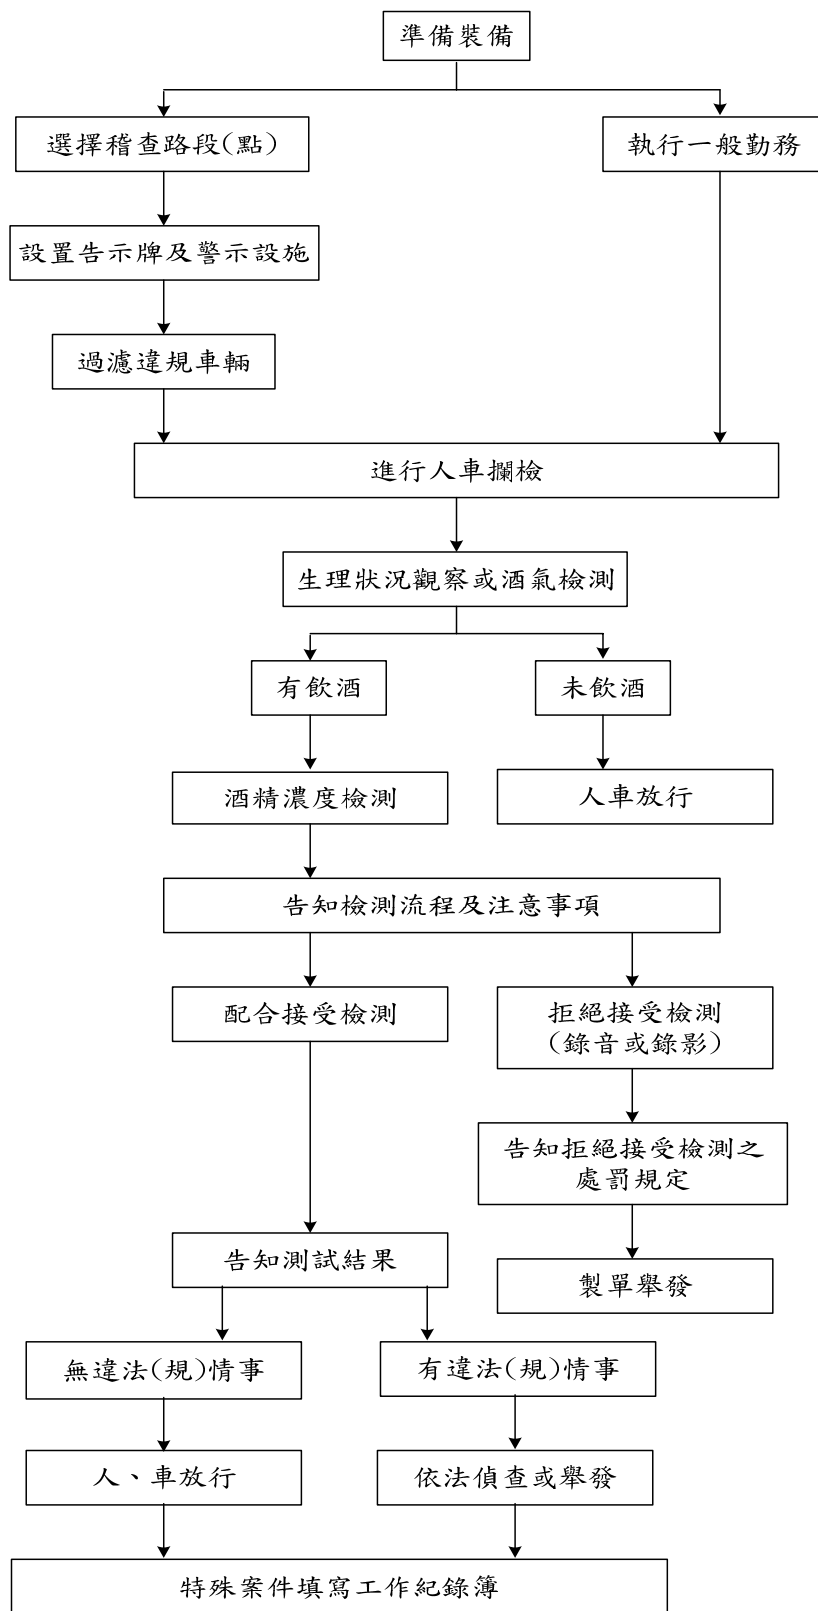 準備裝備
選擇稽查路段(點)
執行一般勤務
設置告示牌及警示設施
過濾違規車輛
進行人車攔檢
生理狀況觀察或酒氣檢測
有飲酒
未飲酒
酒精濃度檢測
人車放行
告知檢測流程及注意事項
配合接受檢測
拒絕接受檢測
(錄音或錄影)
告知拒絕接受檢測之
處罰規定
告知測試結果
製單舉發
無違法(規)情事
有違法(規)情事
人、車放行
依法偵查或舉發
特殊案件填寫工作紀錄簿